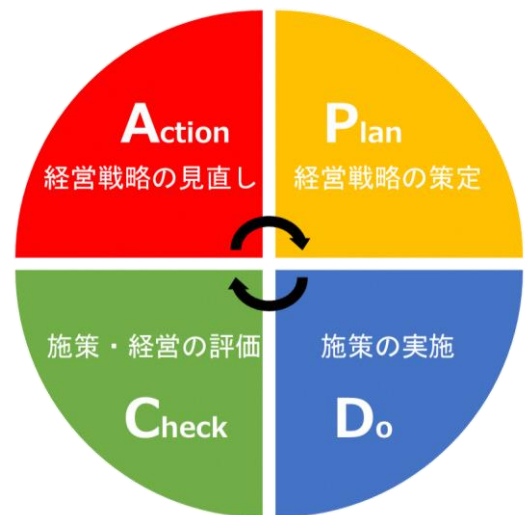 Action
経営戦略の見直し
Plan
経営戦略の策定
施策・経営の評価
Check
施策の実施
Do